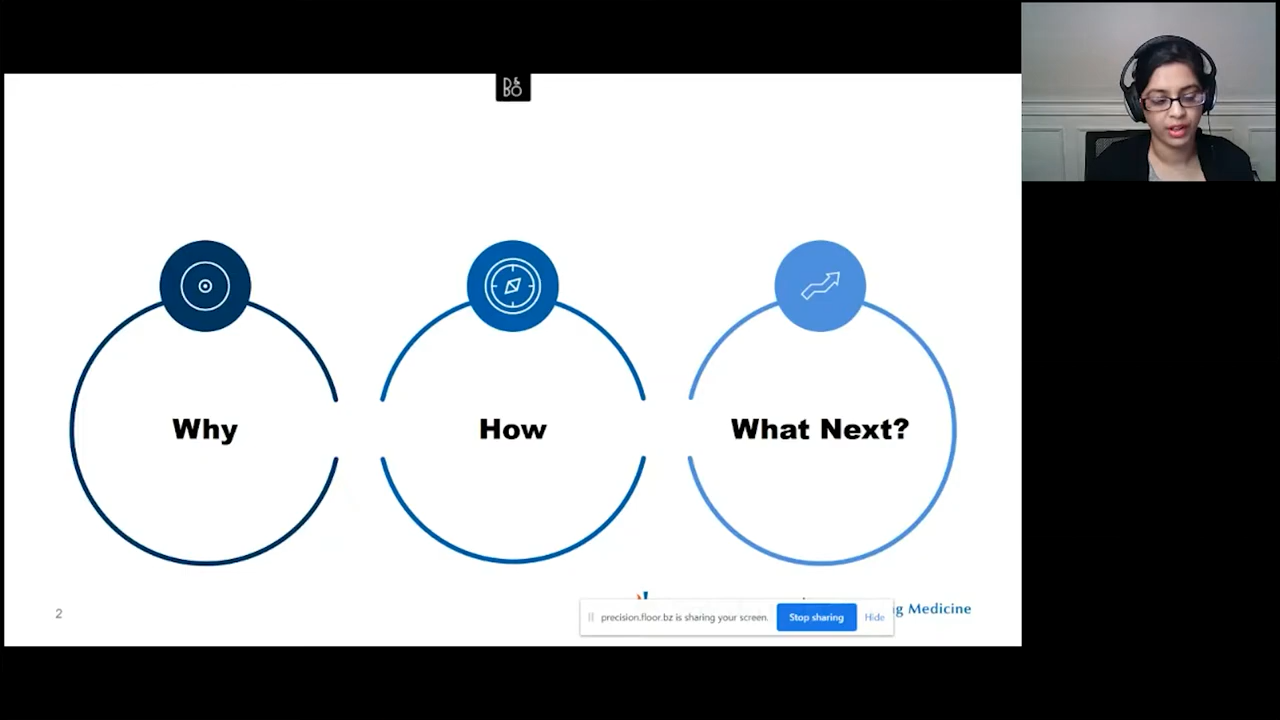 B&O
Why
How
What Next?
2
precision.floor.bz is sharing your screen.
Stop sharing
Hide
g Medicine